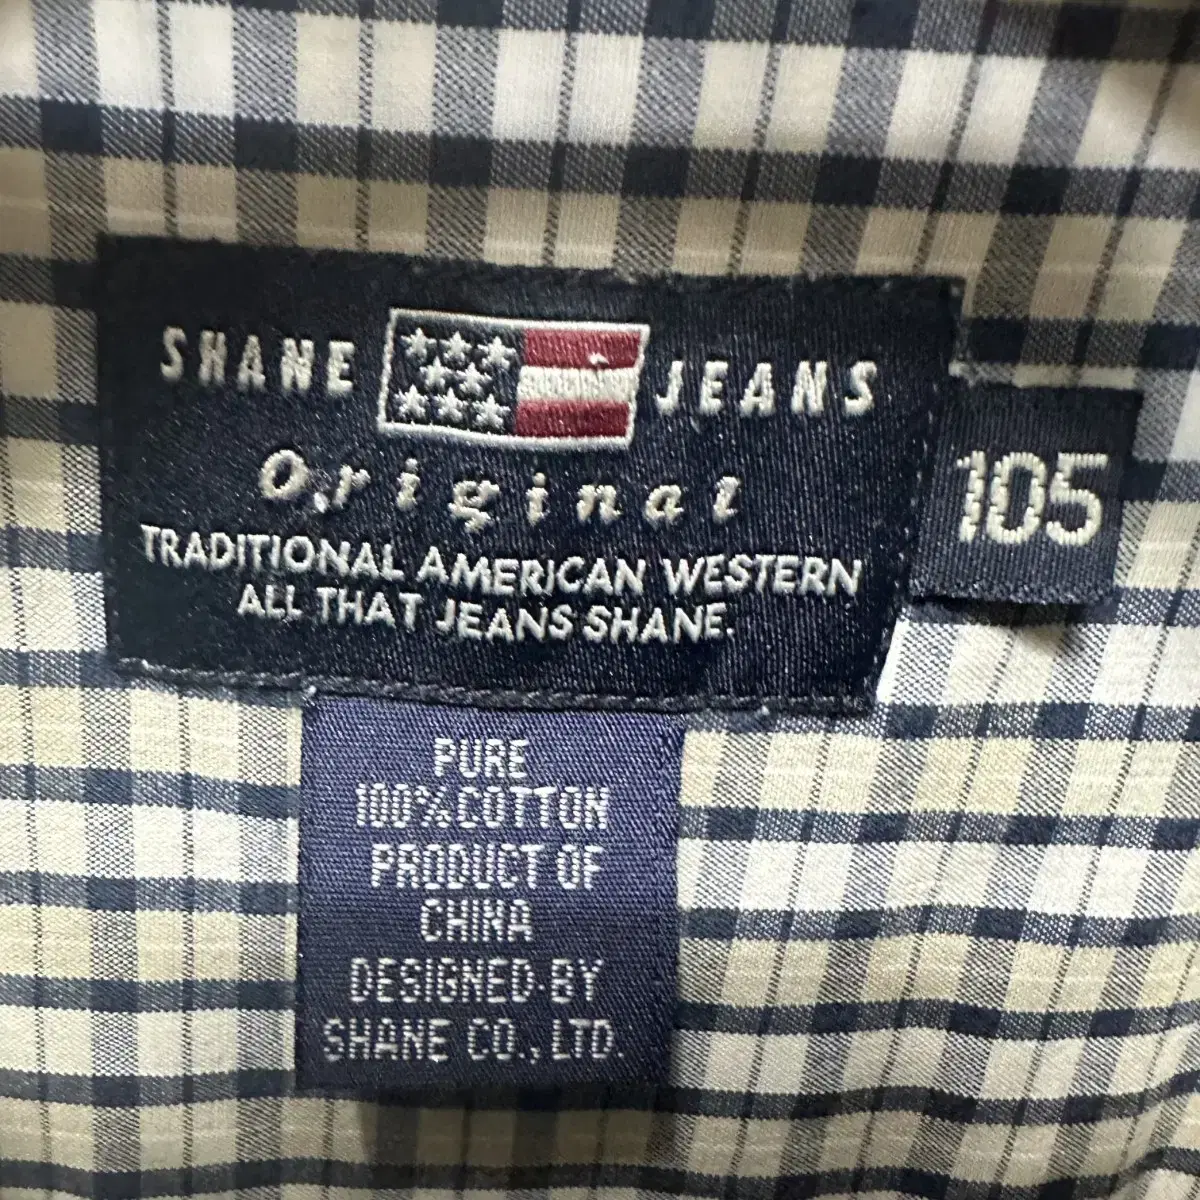 SHANE JEANS
Original
TRADITIONAL AMERICAN WESTERN
ALL THAT JEANS SHANE.
105
PURE
100%COTTON
PRODUCT OF
CHINA
DESIGNED·BY
SHANE CO., LTD.